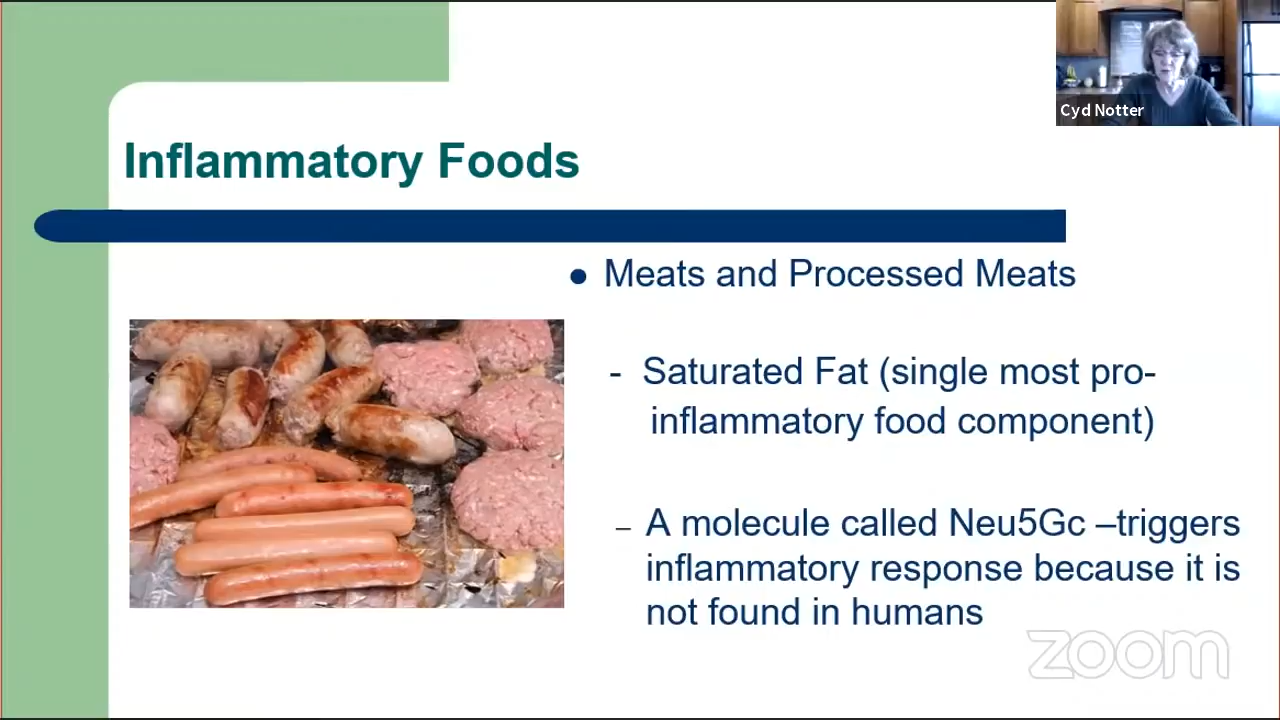 Cyd Notter
Inflammatory Foods
● Meats and Processed Meats
- Saturated Fat (single most pro-
inflammatory food component)
– A molecule called Neu5Gc –triggers
inflammatory response because it is
not found in humans
zoom